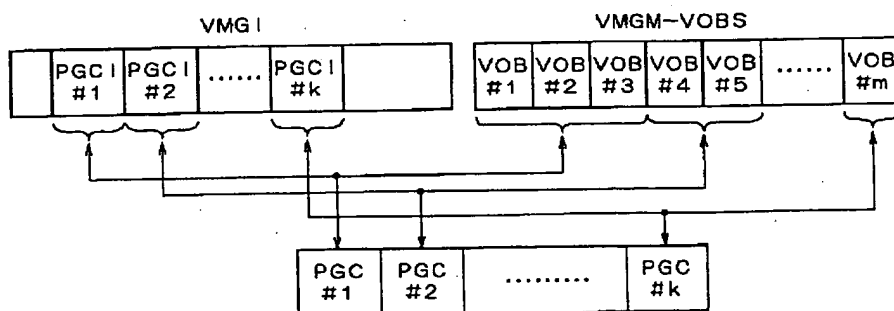 VMGI VMGM-VOBS
PGCI PGCI ...... PGCI VOB VOB VOB VOB VOB ...... VOB
#1 #2 #k #1 #2 #3 #4 #5 #m
PGC PGC ......... PGC
#1 #2 #k